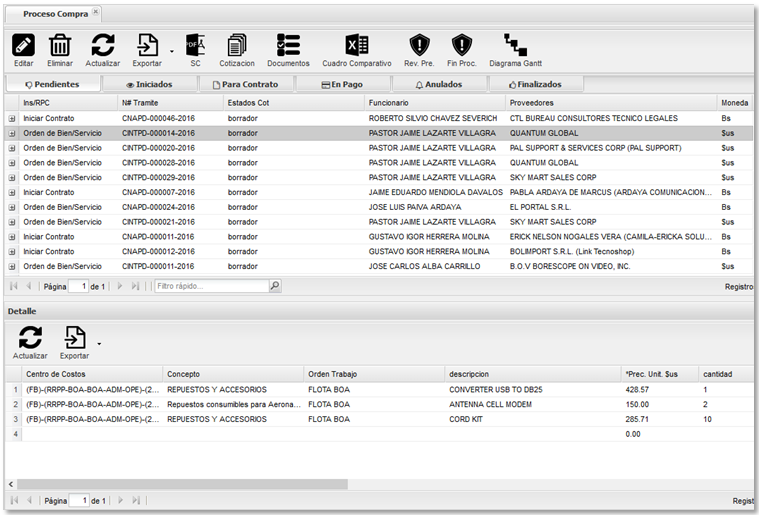 Proceso Compra
Editar Eliminar Actualizar Exportar SC Cotizacion Documentos Cuadro Comparativo Rev. Pre. Fin Proc. Diagrama Gantt
Pendientes Iniciados Para Contrato En Pago Anulados Finalizados
Ins/RPC N# Tramite Estados Cot Funcionario Proveedores Moneda
Iniciar Contrato CNAPD-000046-2016 borrador ROBERTO SILVIO CHAVEZ SEVERICH CTL BUREAU CONSULTORES TECNICO LEGALES Bs
Orden de Bien/Servicio CINTPD-000014-2016 borrador PASTOR JAIME LAZARTE VILLAGRA QUANTUM GLOBAL $us
Orden de Bien/Servicio CINTPD-000020-2016 borrador PASTOR JAIME LAZARTE VILLAGRA PAL SUPPORT & SERVICES CORP (PAL SUPPORT) $us
Orden de Bien/Servicio CINTPD-000028-2016 borrador PASTOR JAIME LAZARTE VILLAGRA QUANTUM GLOBAL $us
Orden de Bien/Servicio CINTPD-000029-2016 borrador PASTOR JAIME LAZARTE VILLAGRA SKY MART SALES CORP $us
Iniciar Contrato CNAPD-000007-2016 borrador JAIME EDUARDO MENDIOLA DAVALOS PABLA ARDAYA DE MARCUS (ARDAYA COMUNICACION... Bs
Orden de Bien/Servicio CNAPD-000024-2016 borrador JOSE LUIS PAIVA ARDAYA EL PORTAL S.R.L. Bs
Orden de Bien/Servicio CINTPD-000021-2016 borrador PASTOR JAIME LAZARTE VILLAGRA SKY MART SALES CORP $us
Iniciar Contrato CNAPD-000011-2016 borrador GUSTAVO IGOR HERRERA MOLINA ERICK NELSON NOGALES VERA (CAMILA-ERICKA SOLU... Bs
Iniciar Contrato CNAPD-000012-2016 borrador GUSTAVO IGOR HERRERA MOLINA BOLIMPORT S.R.L. (Link Tecnoshop) Bs
Orden de Bien/Servicio CINTPD-000011-2016 borrador JOSE CARLOS ALBA CARRILLO B.O.V BORESCOPE ON VIDEO, INC. $us
Página 1 de 1 Filtro rápido... Registro
Detalle
Actualizar Exportar
Centro de Costos Concepto Orden Trabajo descripcion *Prec. Unit. $us cantidad
1 (FB)-(RRPP-BOA-BOA-ADM-OPE)-(2... REPUESTOS Y ACCESORIOS FLOTA BOA CONVERTER USB TO DB25 428.57 1
2 (FB)-(RRPP-BOA-BOA-ADM-OPE)-(2... Repuestos consumibles para Aerona... FLOTA BOA ANTENNA CELL MODEM 150.00 2
3 (FB)-(RRPP-BOA-BOA-ADM-OPE)-(2... REPUESTOS Y ACCESORIOS FLOTA BOA CORD KIT 285.71 10
4 0.00
Página 1 de 1 Regist